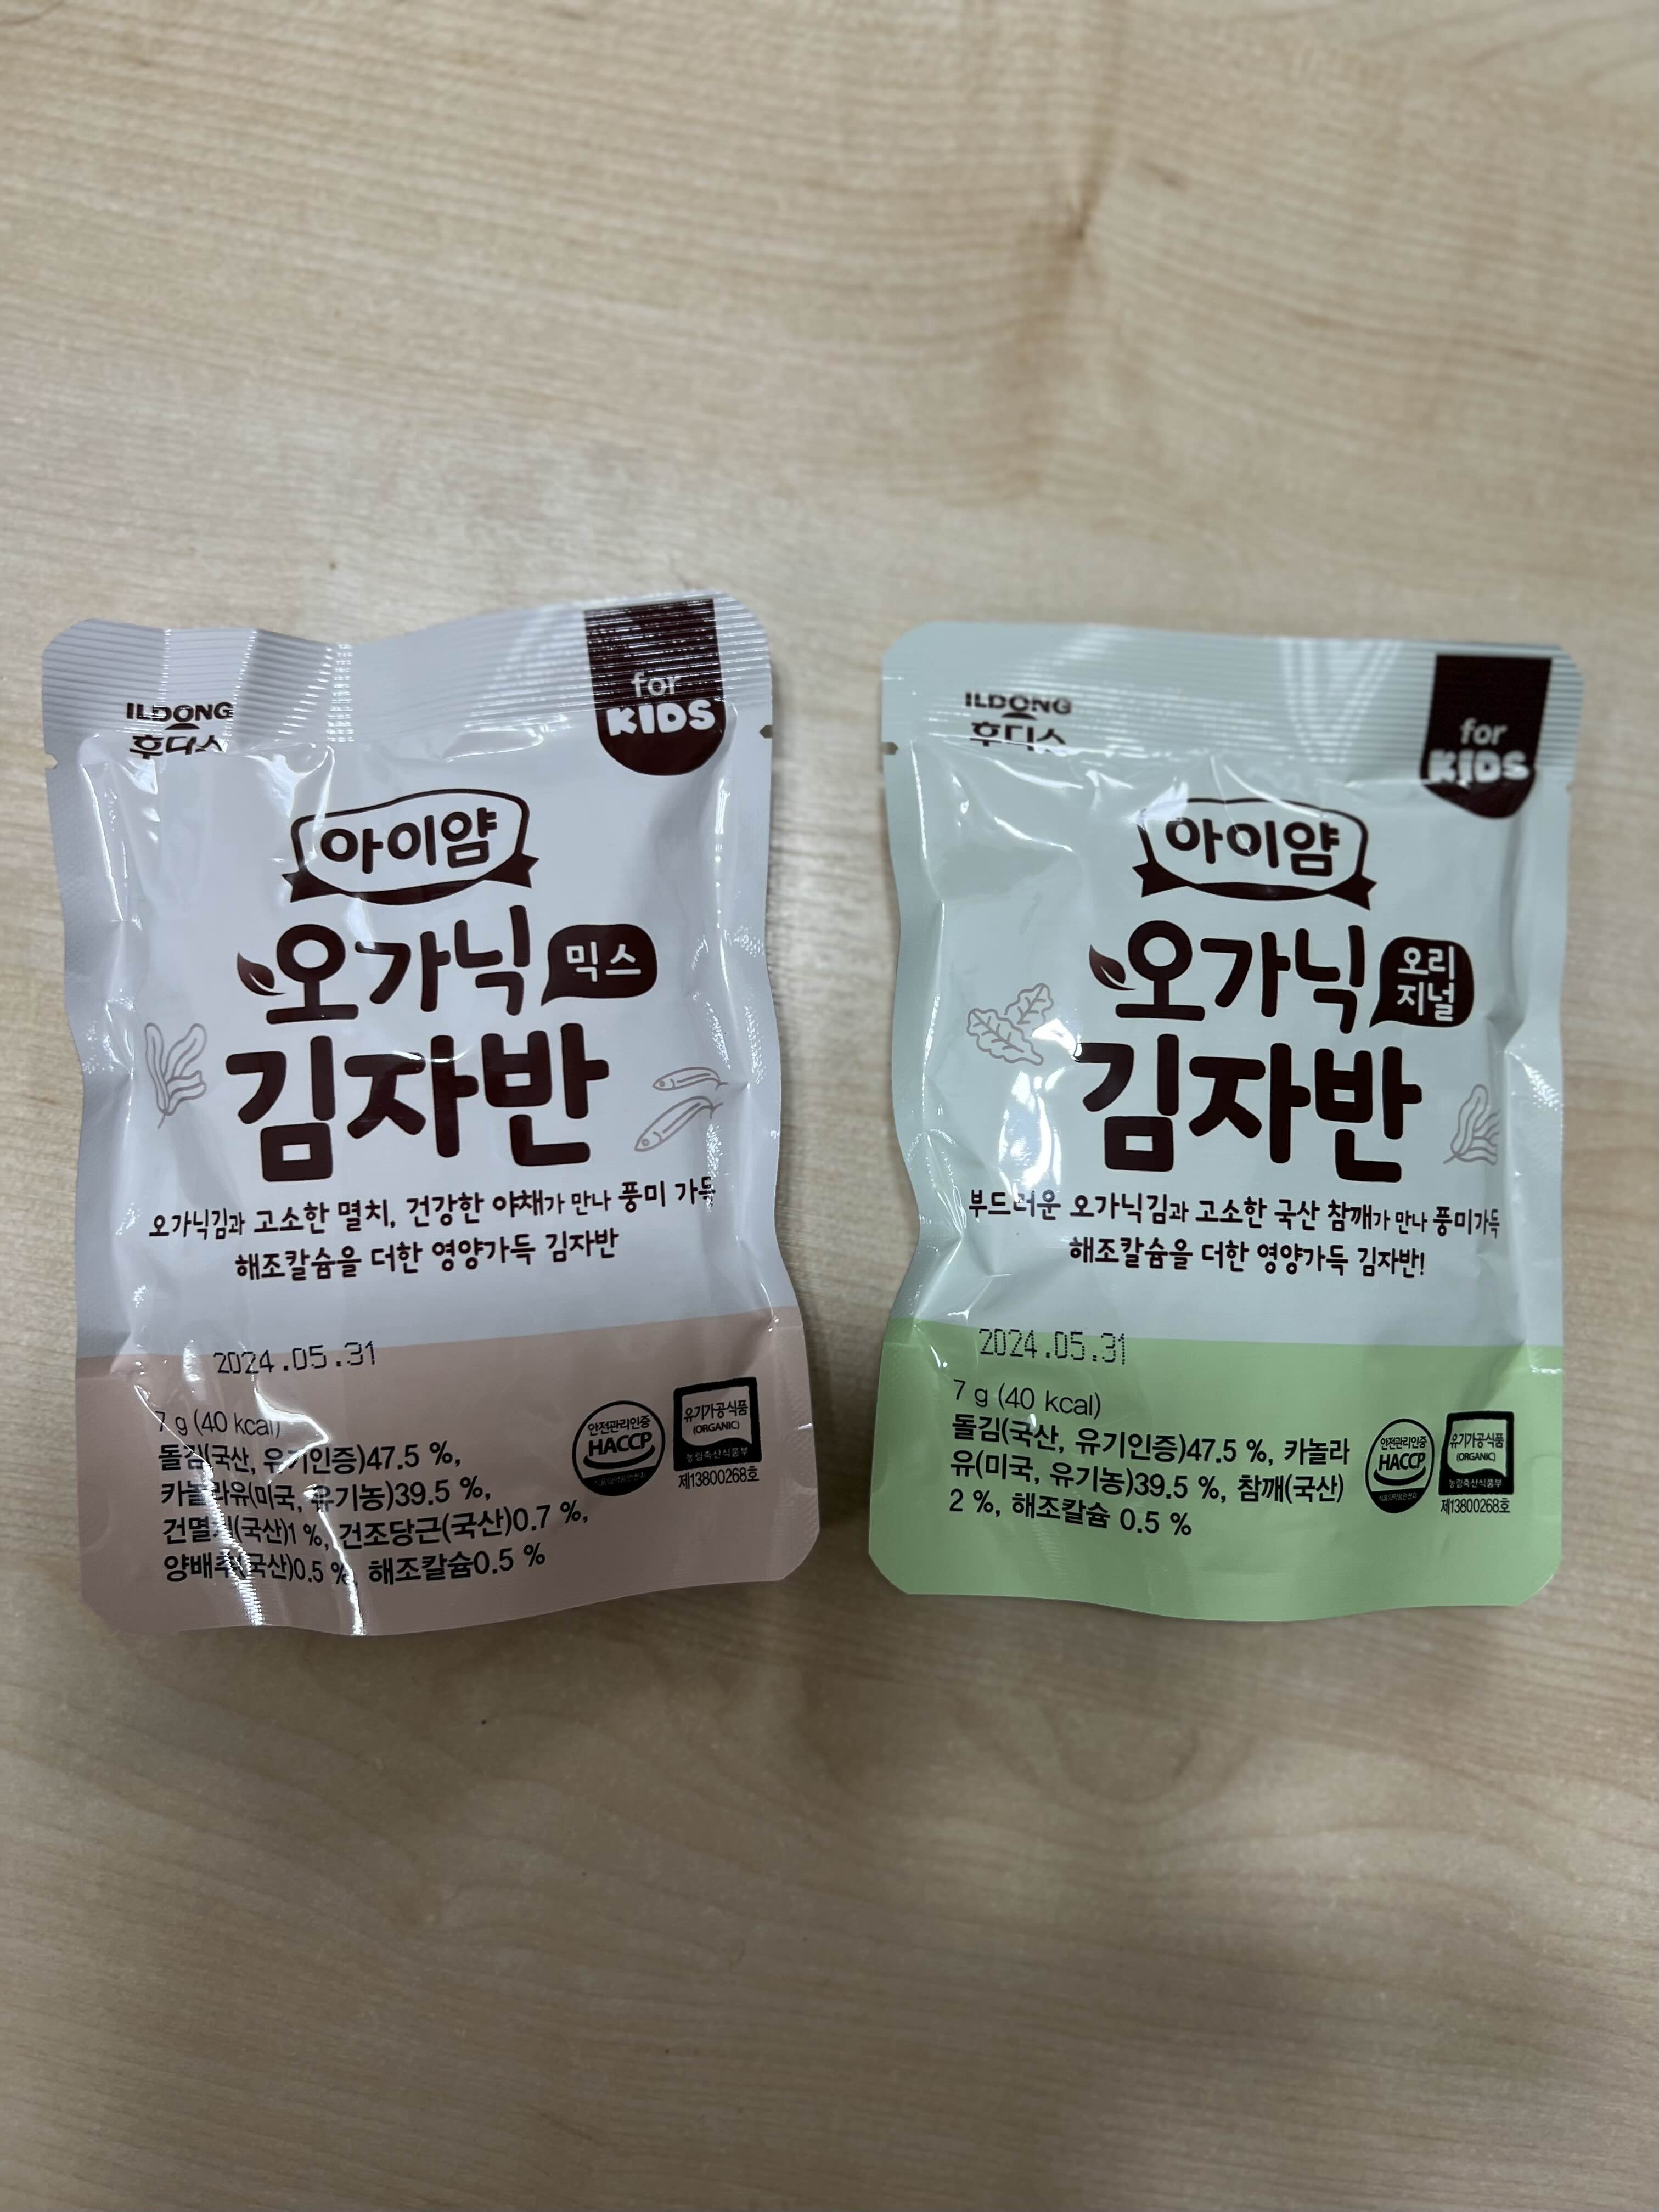 ILDONG
후디스
for
KIDS
아이얌
오가닉 믹스
김자반
오가닉김과 고소한 멸치, 건강한 야채가 만나 풍미 가득
해조칼슘을 더한 영양가득 김자반
2024.05.31
7 g (40 kcal)
돌김(국산, 유기인증)47.5 %,
카놀라유(미국, 유기농)39.5 %,
건멸치(국산)1 %, 건조당근(국산)0.7 %,
양배추(국산)0.5 %, 해조칼슘0.5 %
안전관리인증
HACCP
유기가공식품
(ORGANIC)
농림축산식품부
제13800268호
ILDONG
후디스
for
KIDS
아이얌
오가닉 오리
지널
김자반
부드러운 오가닉김과 고소한 국산 참깨가 만나 풍미가득
해조칼슘을 더한 영양가득 김자반!
2024.05.31
7 g (40 kcal)
돌김(국산, 유기인증)47.5 %, 카놀라
유(미국, 유기농)39.5 %, 참깨(국산)
2 %, 해조칼슘 0.5 %
안전관리인증
HACCP
유기가공식품
(ORGANIC)
농림축산식품부
제13800268호